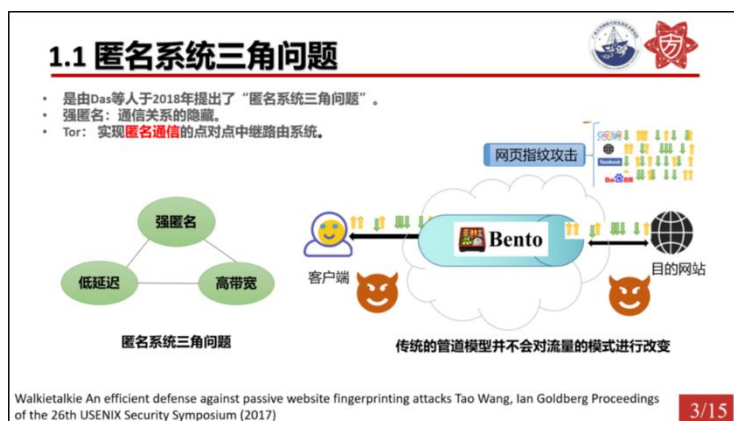 1.1 匿名系统三角问题
• 是由Das等人于2018年提出了“匿名系统三角问题”。
• 强匿名：通信关系的隐藏。
• Tor： 实现匿名通信的点对点中继路由系统。
网页指纹攻击
facebook
Bai 百度
强匿名
低延迟
高带宽
匿名系统三角问题
客户端
Bento
目的网站
传统的管道模型并不会对流量的模式进行改变
Walkietalkie An efficient defense against passive website fingerprinting attacks Tao Wang, Ian Goldberg Proceedings
of the 26th USENIX Security Symposium (2017)
3/15